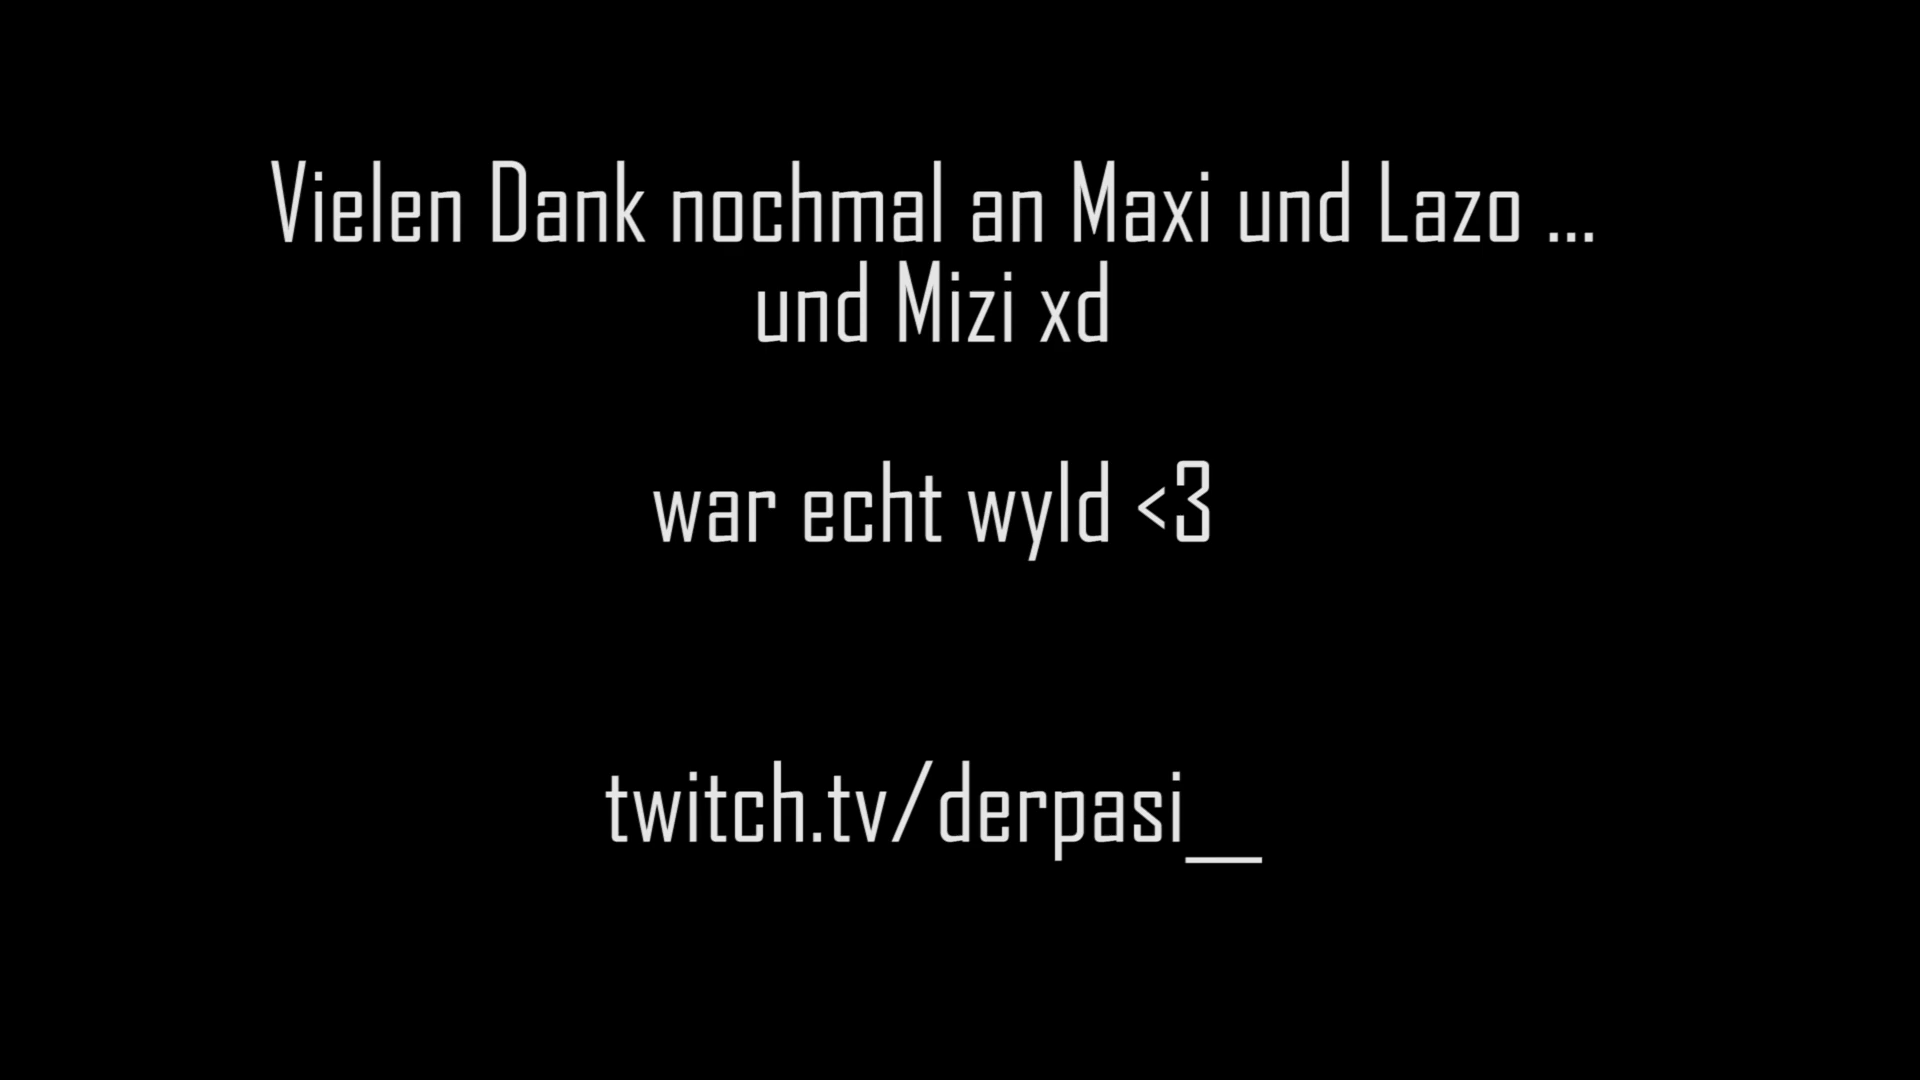 Vielen Dank nochmal an Maxi und Lazo ...
und Mizi xd
war echt wyld <3
twitch.tv/derpasi__